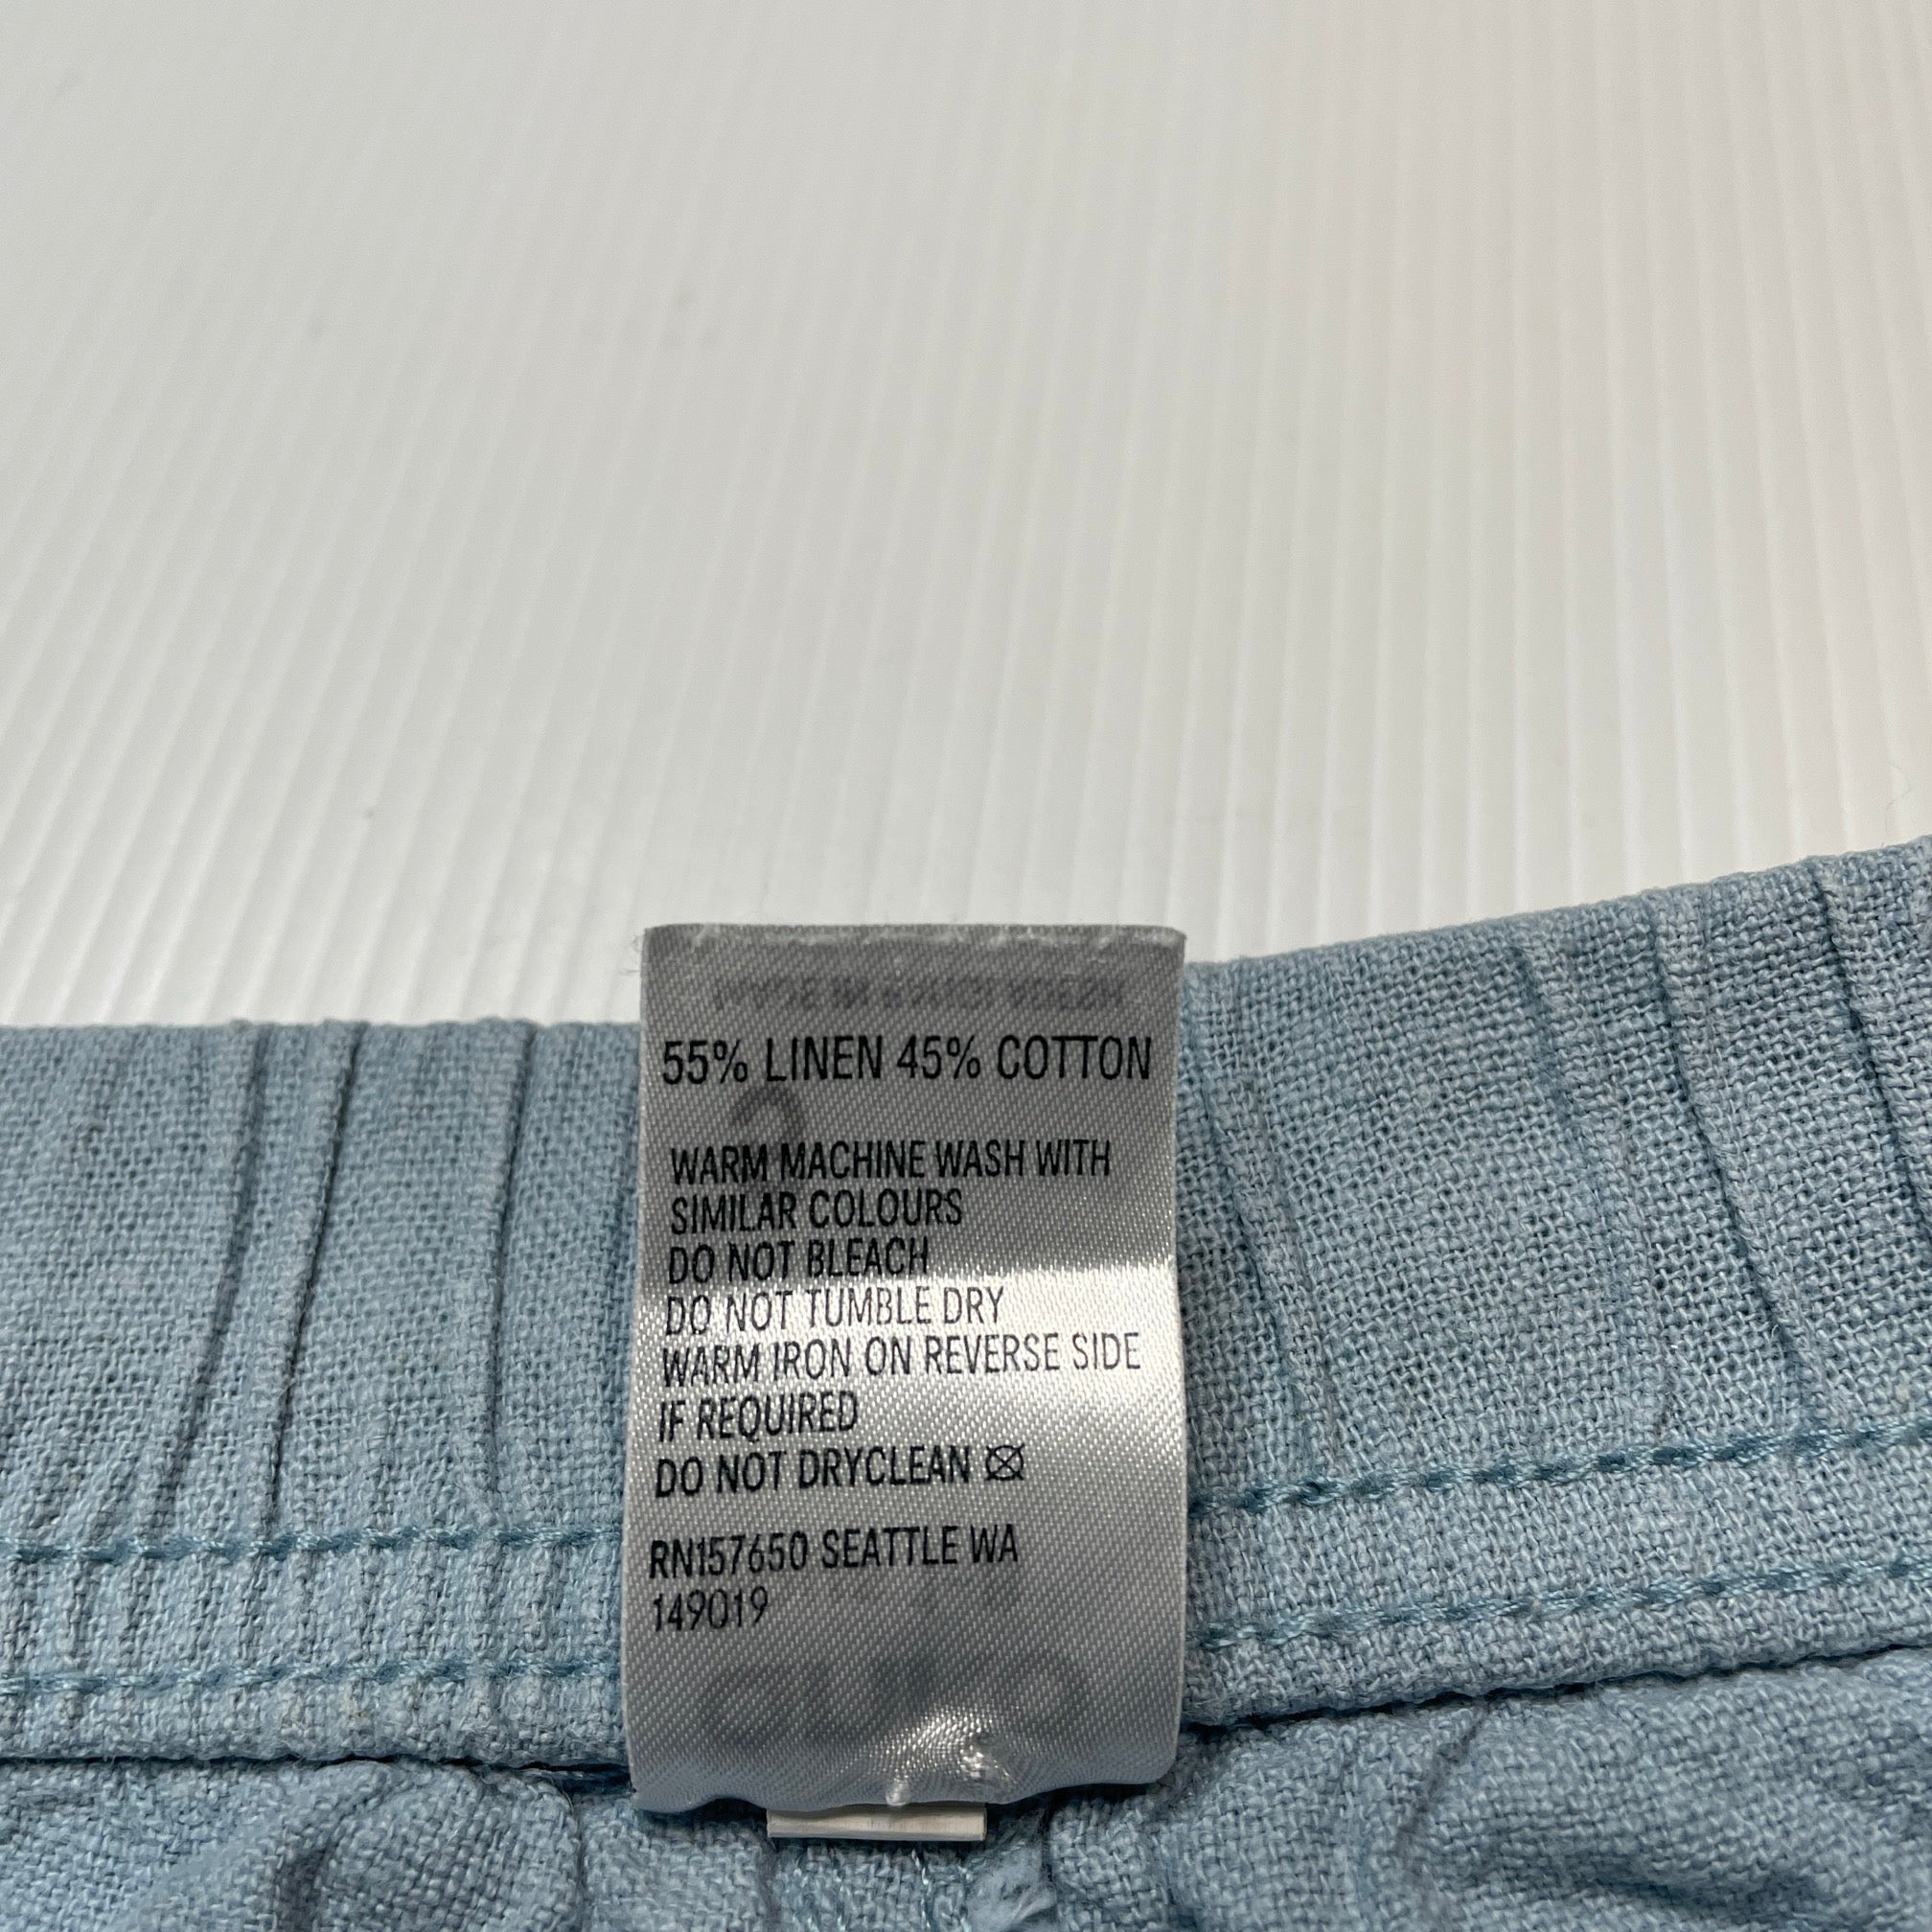 55% LINEN 45% COTTON
WARM MACHINE WASH WITH
SIMILAR COLOURS
DO NOT BLEACH
DO NOT TUMBLE DRY
WARM IRON ON REVERSE SIDE
IF REQUIRED
DO NOT DRYCLEAN
RN157650 SEATTLE WA
149019